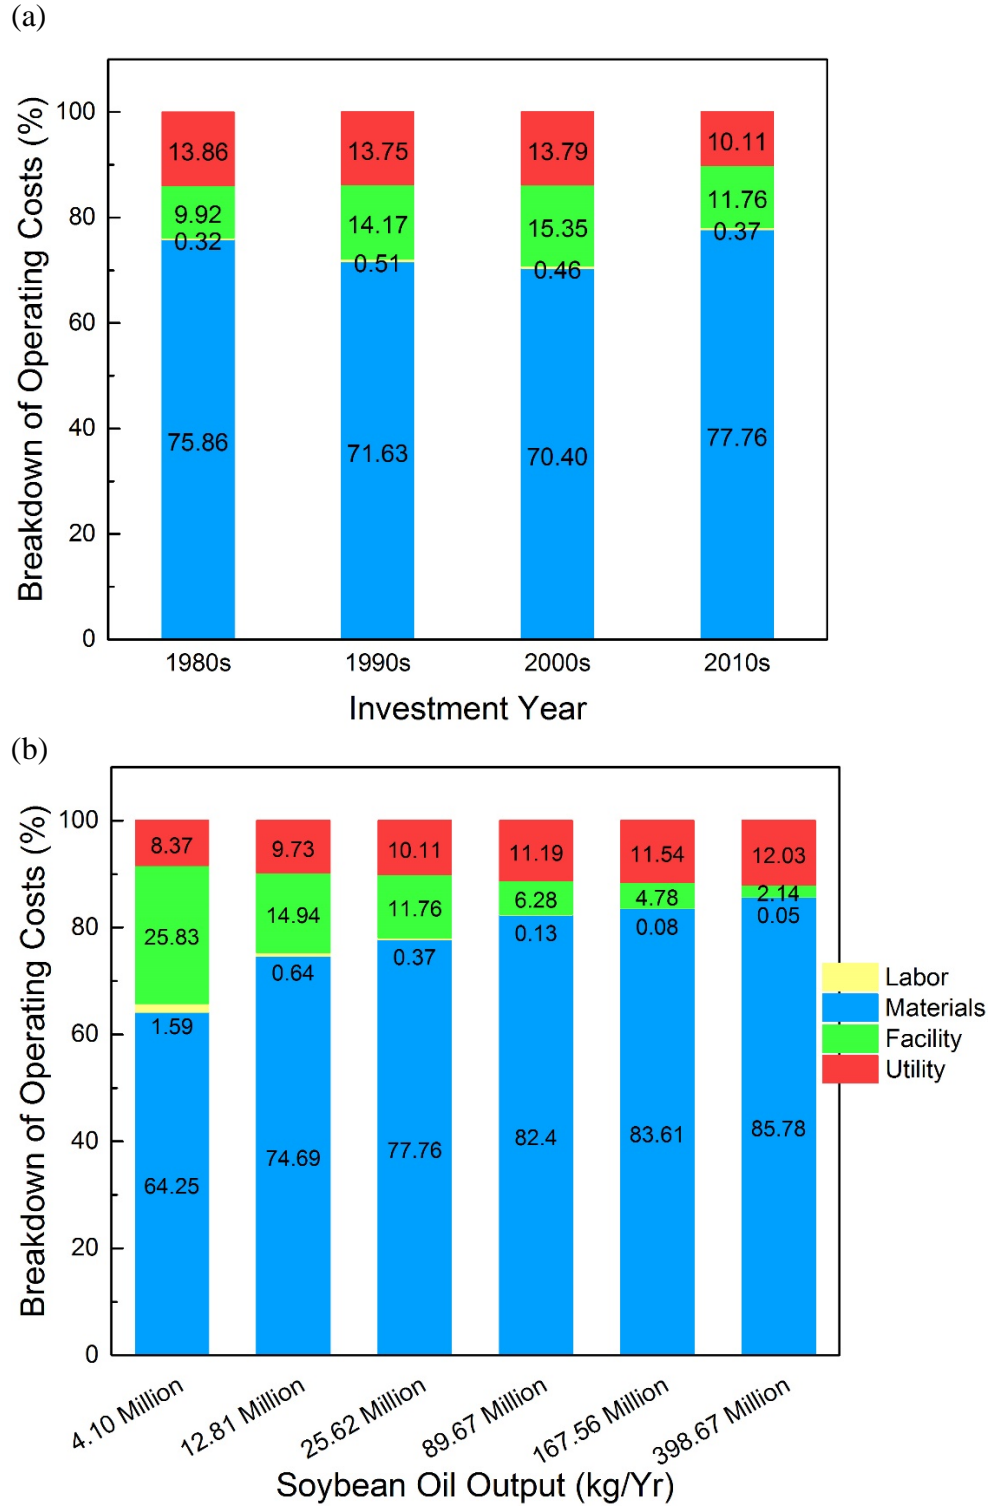 (a)
Breakdown of Operating Costs (%)
100
80
60
40
20
0
13.86
13.75
13.79
10.11
9.92
14.17
15.35
11.76
0.32
0.51
0.46
0.37
75.86
71.63
70.40
77.76
1980s
1990s
2000s
2010s
Investment Year
(b)
Breakdown of Operating Costs (%)
100
80
60
40
20
0
8.37
9.73
10.11
11.19
11.54
12.03
25.83
14.94
11.76
6.28
4.78
2.14
1.59
0.64
0.37
0.13
0.08
0.05
64.25
74.69
77.76
82.4
83.61
85.78
Labor
Materials
Facility
Utility
4.10 Million
12.81 Million
25.62 Million
89.67 Million
167.56 Million
398.67 Million
Soybean Oil Output (kg/Yr)